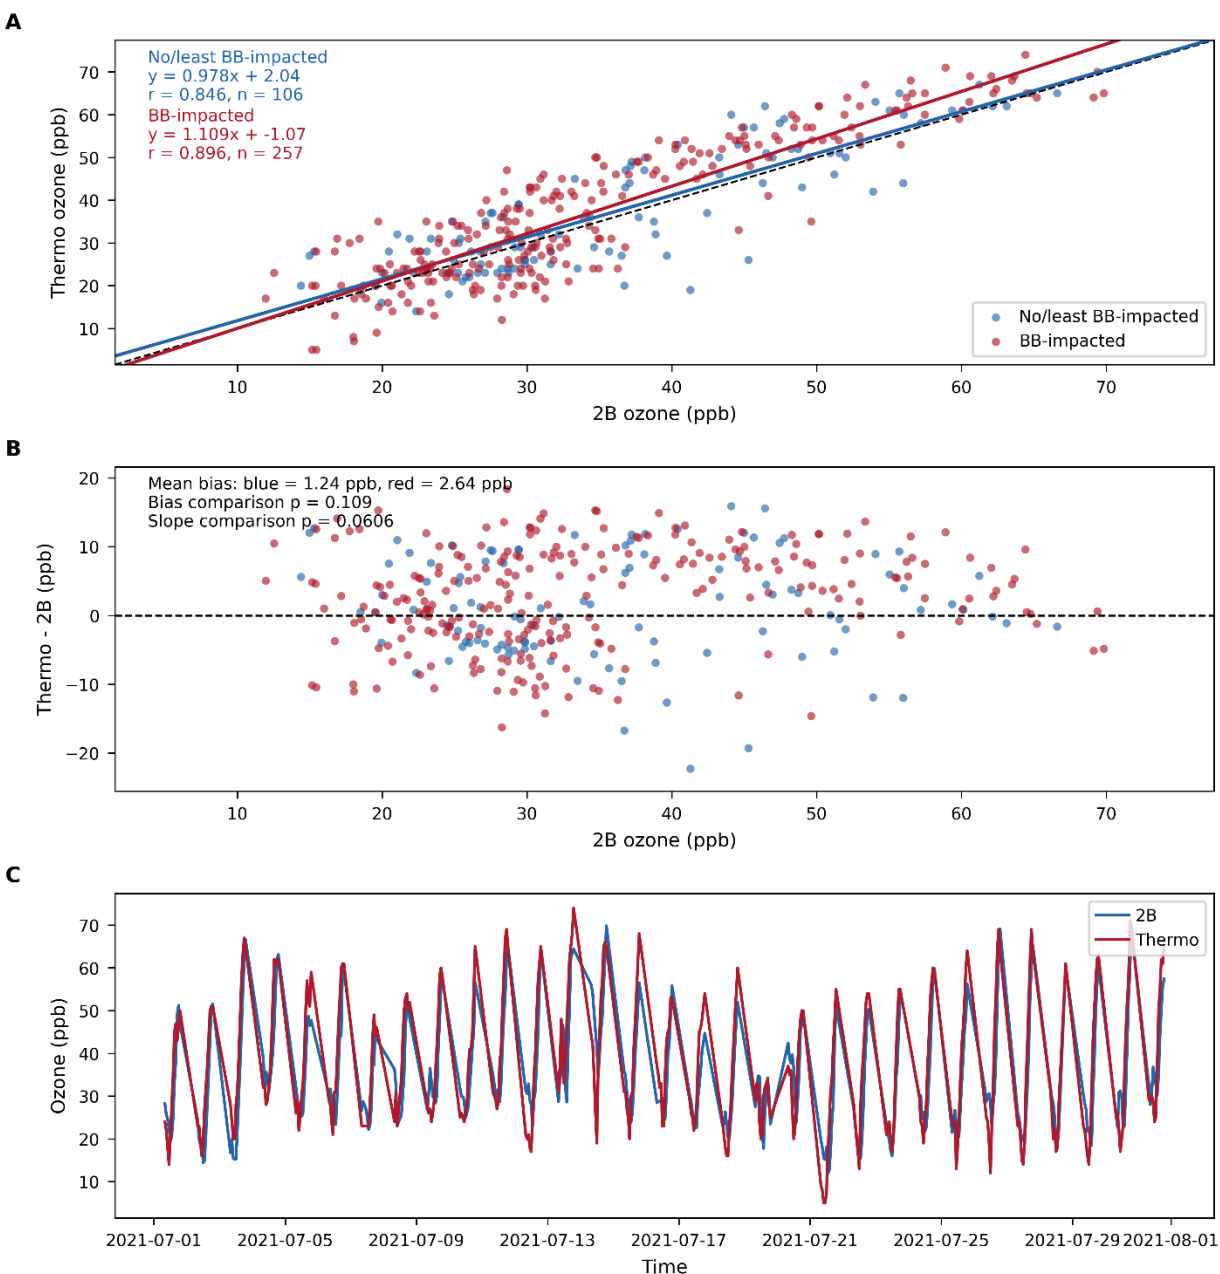 A
No/least BB-impacted
y = 0.978x + 2.04
r = 0.846, n = 106
BB-impacted
y = 1.109x + -1.07
r = 0.896, n = 257
70
60
50
40
30
20
10
Thermo ozone (ppb)
No/least BB-impacted
BB-impacted
10 20 30 40 50 60 70
2B ozone (ppb)
B
Mean bias: blue = 1.24 ppb, red = 2.64 ppb
Bias comparison p = 0.109
Slope comparison p = 0.0606
20
10
0
−10
−20
Thermo - 2B (ppb)
10 20 30 40 50 60 70
2B ozone (ppb)
C
2B
Thermo
70
60
50
40
30
20
10
Ozone (ppb)
2021-07-01 2021-07-05 2021-07-09 2021-07-13 2021-07-17 2021-07-21 2021-07-25 2021-07-29 2021-08-01
Time